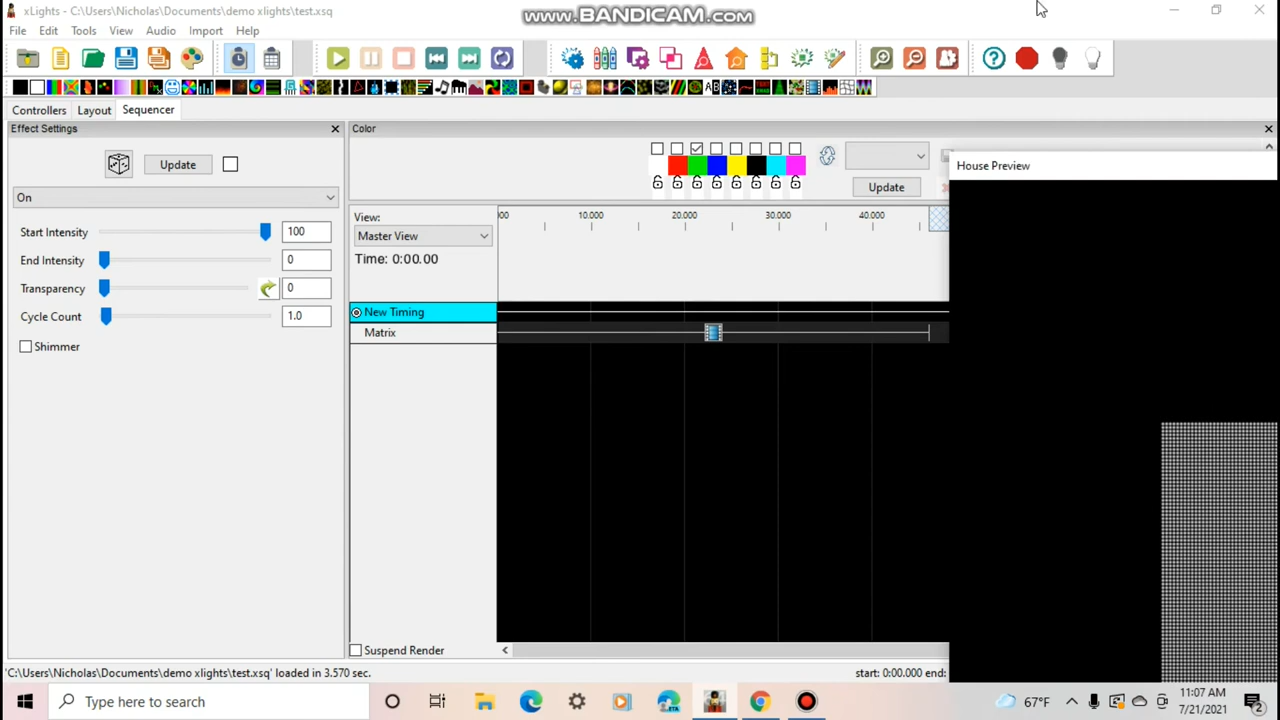 xLights - C:\Users\Nicholas\Documents\demo xlights\test.xsq
www.BANDICAM.com
File Edit Tools View Audio Import Help
Controllers Layout Sequencer
Effect Settings
Color
Update
Update
House Preview
On
View:
Master View
Time: 0:00.00
00 10.000 20.000 30.000 40.000
Start Intensity 100
End Intensity 0
Transparency 0
Cycle Count 1.0
Shimmer
New Timing
Matrix
Suspend Render
'C:\Users\Nicholas\Documents\demo xlights\test.xsq' loaded in 3.570 sec.
start: 0:00.000 end:
Type here to search
ETA
67°F
11:07 AM
7/21/2021
2